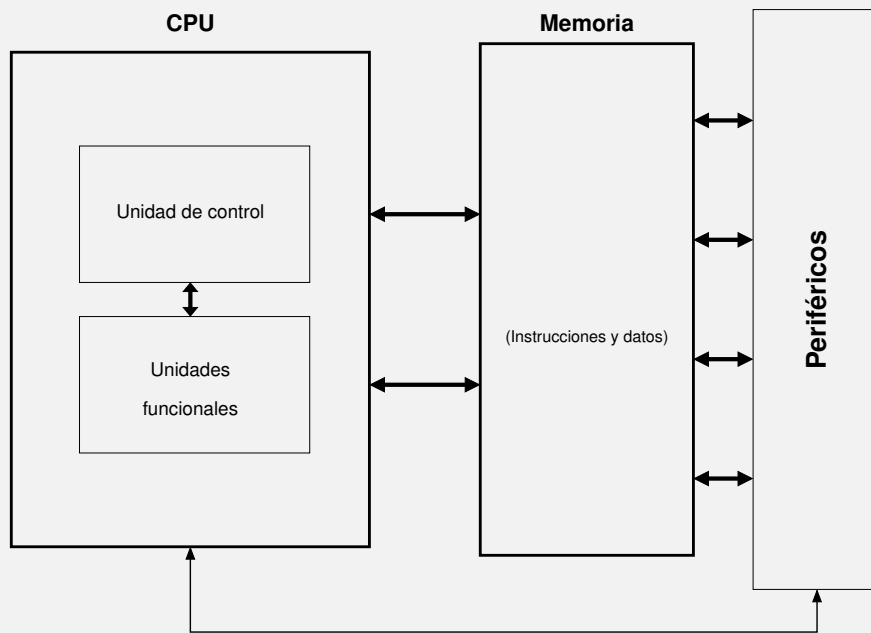 CPU
Memoria
Unidad de control
Unidades
funcionales
(Instrucciones y datos)
Periféricos